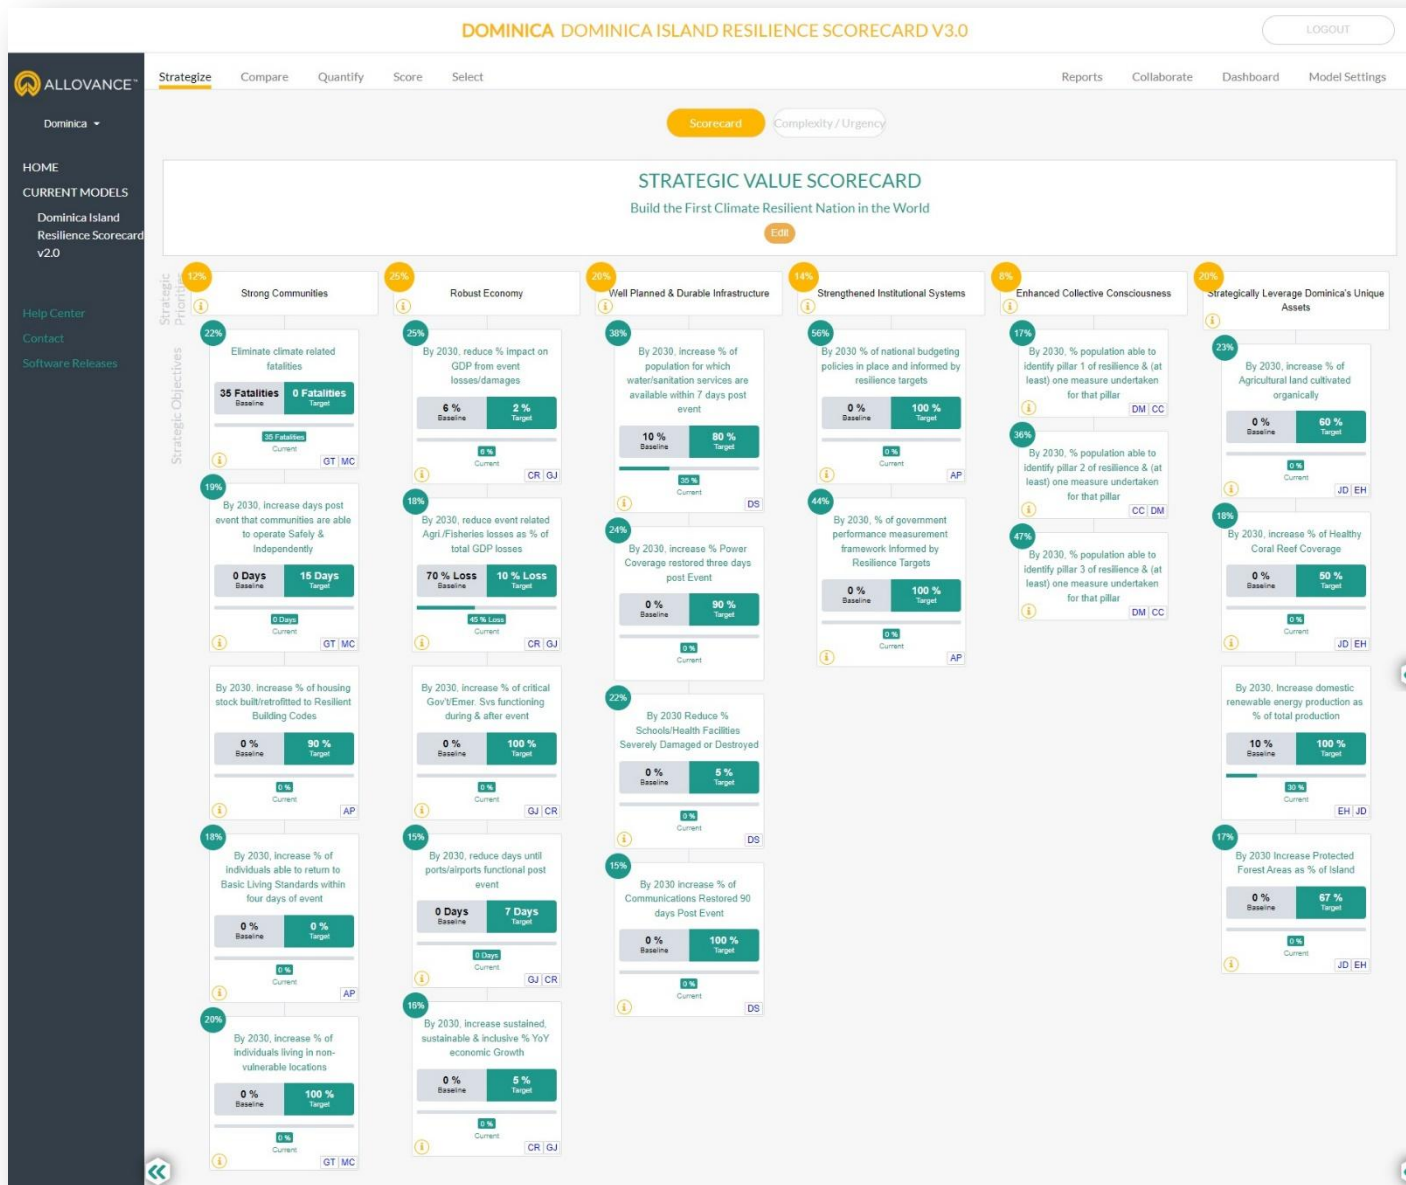 DOMINICA DOMINICA ISLAND RESILIENCE SCORECARD V3.0
LOGOUT
ALLOVANCE™
Strategize Compare Quantify Score Select
Reports Collaborate Dashboard Model Settings
Dominica
HOME
CURRENT MODELS
Dominica Island
Resilience Scorecard
v2.0
Help Center
Contact
Software Releases
Scorecard Complexity / Urgency
STRATEGIC VALUE SCORECARD
Build the First Climate Resilient Nation in the World
Edit
Strategic
Priorities
Strategic Objectives
12%
Strong Communities
22%
Eliminate climate related
fatalities
35 Fatalities 0 Fatalities
Baseline Target
35 Fatalities
Current
GT MC
19%
By 2030, increase days post
event that communities are able
to operate Safely &
Independently
0 Days 15 Days
Baseline Target
0 Days
Current
GT MC
By 2030, increase % of housing
stock built/retrofitted to Resilient
Building Codes
0 % 90 %
Baseline Target
0 %
Current
AP
18%
By 2030, increase % of
individuals able to return to
Basic Living Standards within
four days of event
0 % 0 %
Baseline Target
0 %
Current
AP
20%
By 2030, increase % of
individuals living in non-
vulnerable locations
0 % 100 %
Baseline Target
0 %
Current
GT MC
25%
Robust Economy
25%
By 2030, reduce % impact on
GDP from event
losses/damages
6 % 2 %
Baseline Target
6 %
Current
CR GJ
18%
By 2030, reduce event related
Agri./Fisheries losses as % of
total GDP losses
70 % Loss 10 % Loss
Baseline Target
45 % Loss
Current
CR GJ
By 2030, increase % of critical
Gov't/Emer. Svs functioning
during & after event
0 % 100 %
Baseline Target
0 %
Current
GJ CR
15%
By 2030, reduce days until
ports/airports functional post
event
0 Days 7 Days
Baseline Target
0 Days
Current
GJ CR
16%
By 2030, increase sustained,
sustainable & inclusive % YoY
economic Growth
0 % 5 %
Baseline Target
0 %
Current
CR GJ
20%
Well Planned & Durable Infrastructure
38%
By 2030, increase % of
population for which
water/sanitation services are
available within 7 days post
event
10 % 80 %
Baseline Target
35 %
Current
DS
24%
By 2030, increase % Power
Coverage restored three days
post Event
0 % 90 %
Baseline Target
0 %
Current
22%
By 2030 Reduce %
Schools/Health Facilities
Severely Damaged or Destroyed
0 % 5 %
Baseline Target
0 %
Current
DS
15%
By 2030 increase % of
Communications Restored 90
days Post Event
0 % 100 %
Baseline Target
0 %
Current
DS
14%
Strengthened Institutional Systems
56%
By 2030 % of national budgeting
policies in place and informed by
resilience targets
0 % 100 %
Baseline Target
0 %
Current
AP
44%
By 2030, % of government
performance measurement
framework Informed by
Resilience Targets
0 % 100 %
Baseline Target
0 %
Current
AP
8%
Enhanced Collective Consciousness
17%
By 2030, % population able to
identify pillar 1 of resilience & (at
least) one measure undertaken
for that pillar
DM CC
36%
By 2030, % population able to
identify pillar 2 of resilience & (at
least) one measure undertaken
for that pillar
CC DM
47%
By 2030, % population able to
identify pillar 3 of resilience & (at
least) one measure undertaken
for that pillar
DM CC
20%
Strategically Leverage Dominica's Unique
Assets
23%
By 2030, increase % of
Agricultural land cultivated
organically
0 % 60 %
Baseline Target
0 %
Current
JD EH
18%
By 2030, increase % of Healthy
Coral Reef Coverage
0 % 50 %
Baseline Target
0 %
Current
JD EH
By 2030, Increase domestic
renewable energy production as
% of total production
10 % 100 %
Baseline Target
30 %
Current
EH JD
17%
By 2030 Increase Protected
Forest Areas as % of Island
0 % 67 %
Baseline Target
0 %
Current
JD EH